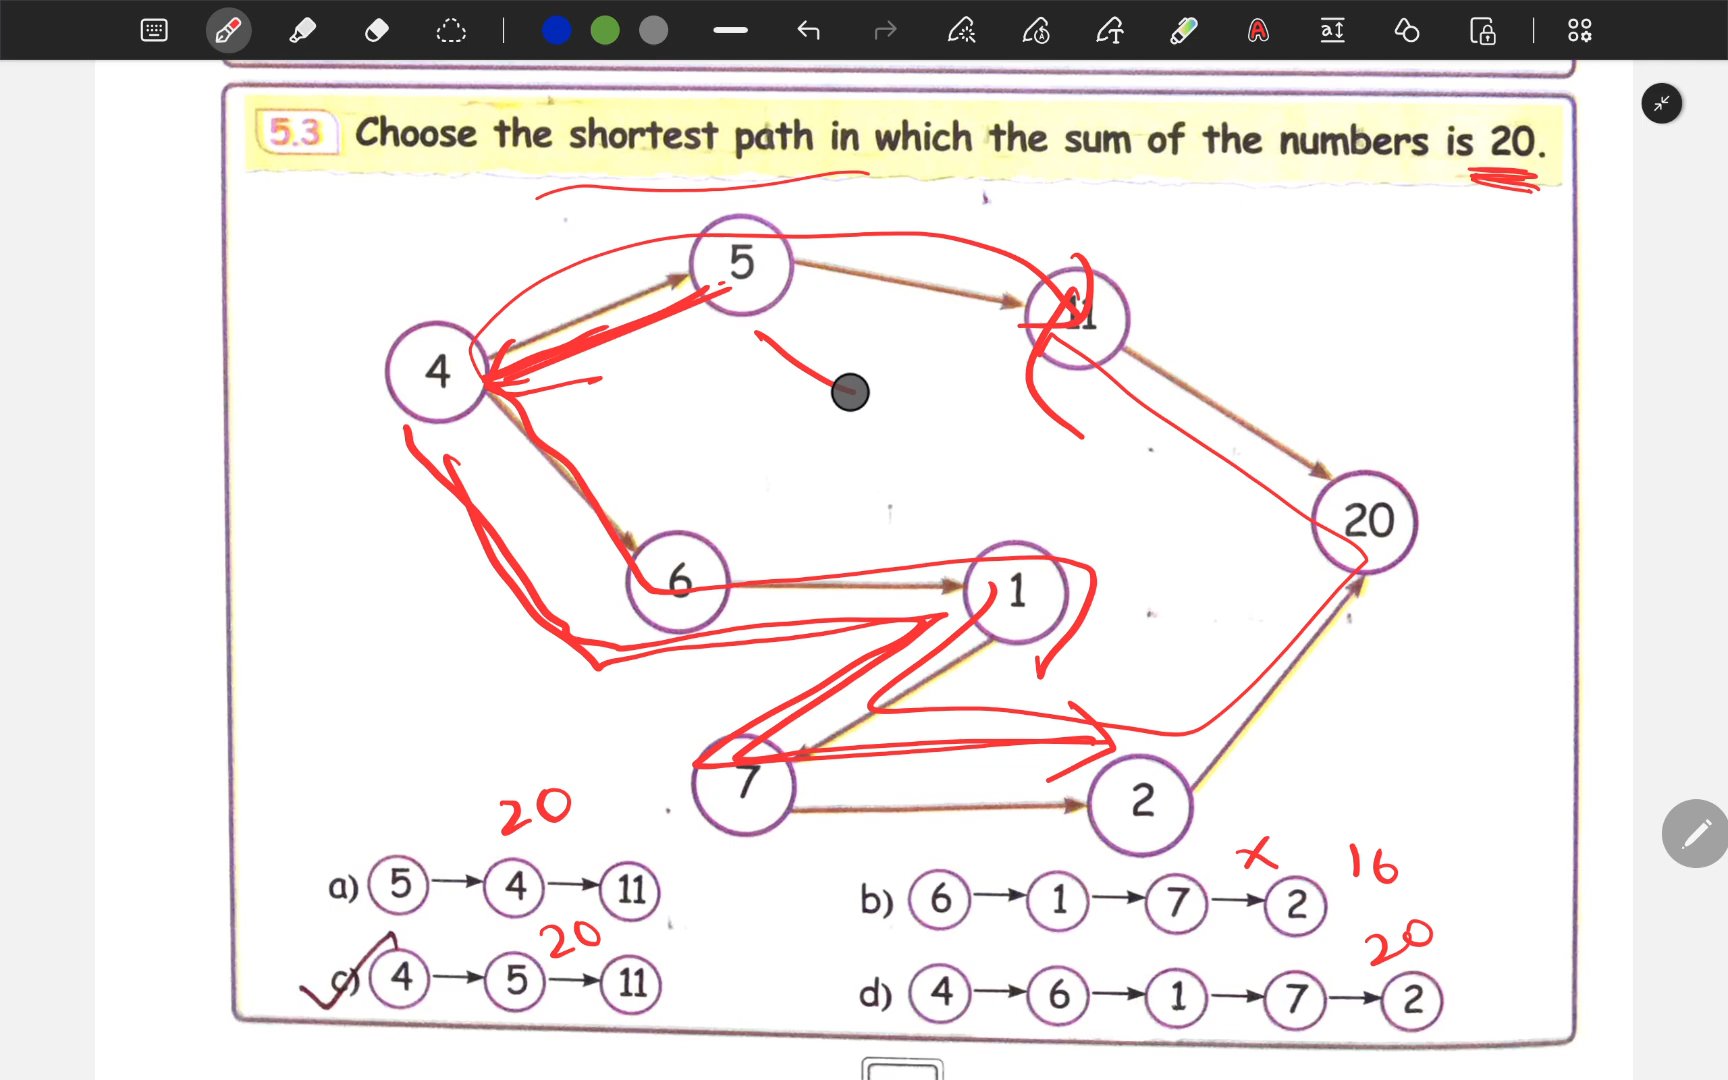 5.3 Choose the shortest path in which the sum of the numbers is 20.
5
11
4
20
6
1
7
2
20
x 16
a) 5 4 11
b) 6 1 7 2
20
20
c) 4 5 11
d) 4 6 1 7 2